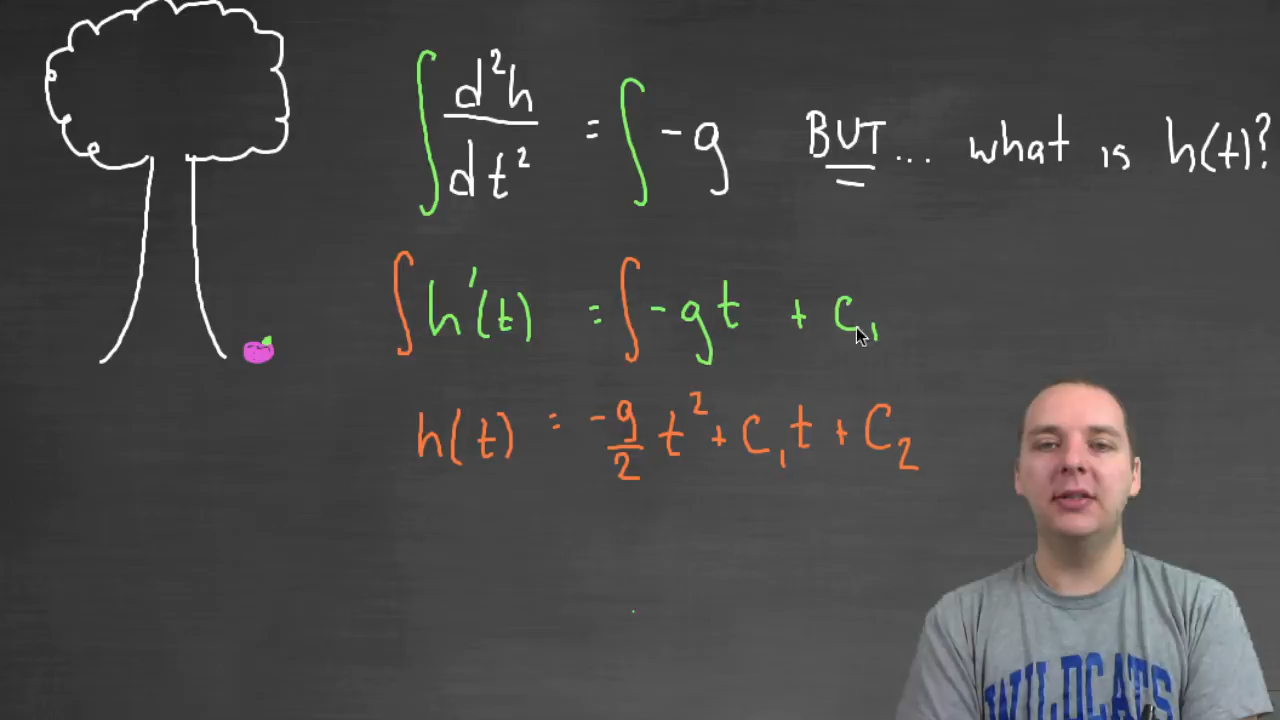 ∫ d²h/dt² = ∫ -g BUT... what is h(t)?
∫ h'(t) = ∫ -gt + C₁
h(t) = -g/2 t² + C₁t + C₂
WILDCATS